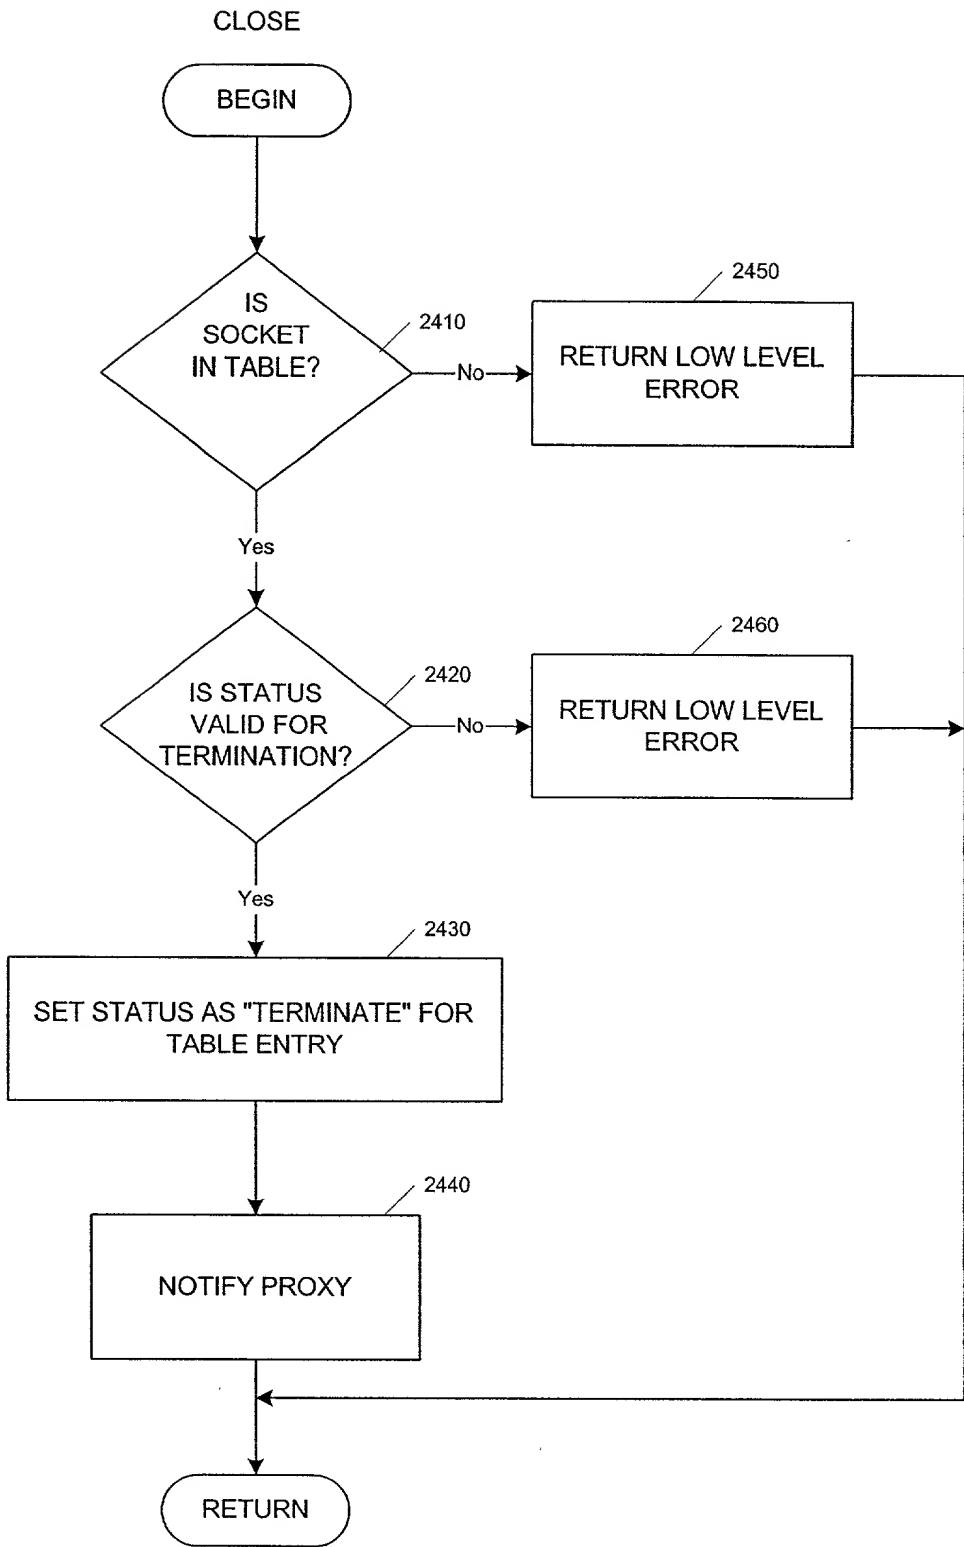 CLOSE
BEGIN
IS
SOCKET
IN TABLE?
2410
No
2450
RETURN LOW LEVEL
ERROR
Yes
IS STATUS
VALID FOR
TERMINATION?
2420
No
2460
RETURN LOW LEVEL
ERROR
Yes
2430
SET STATUS AS "TERMINATE" FOR
TABLE ENTRY
2440
NOTIFY PROXY
RETURN